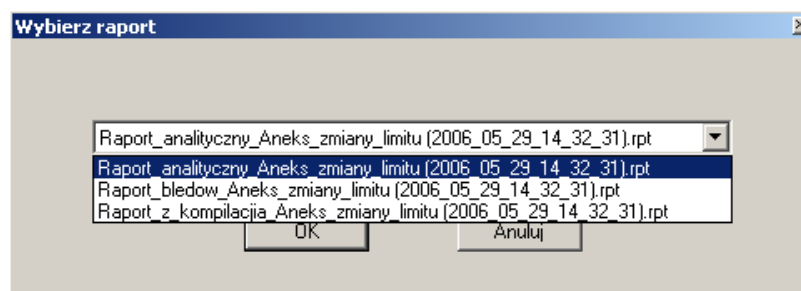 Wybierz raport
Raport_analityczny_Aneks_zmiany_limitu (2006_05_29_14_32_31).rpt
Raport_analityczny_Aneks_zmiany_limitu (2006_05_29_14_32_31).rpt
Raport_bledow_Aneks_zmiany_limitu (2006_05_29_14_32_31).rpt
Raport_z_kompilacjia_Aneks_zmiany_limitu (2006_05_29_14_32_31).rpt
OK Anuluj